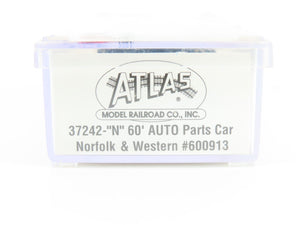 ATLAS
®
MODEL RAILROAD CO., INC.
37242-"N" 60' AUTO Parts Car
Norfolk & Western #600913